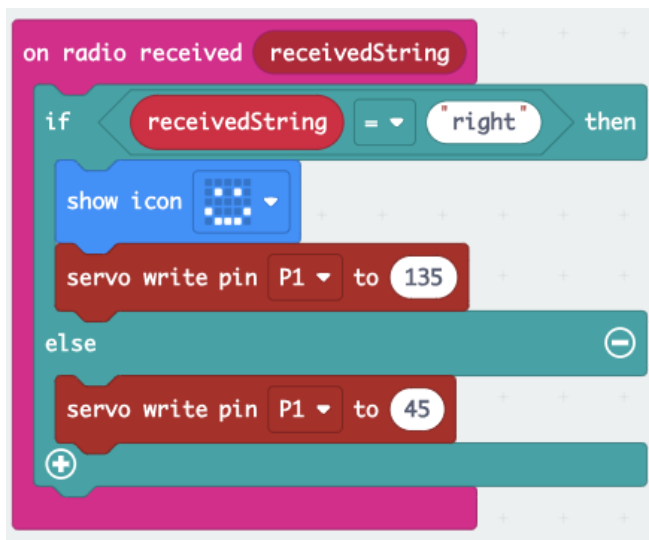 on radio received receivedString
if receivedString = "right" then
show icon
servo write pin P1 to 135
else
servo write pin P1 to 45